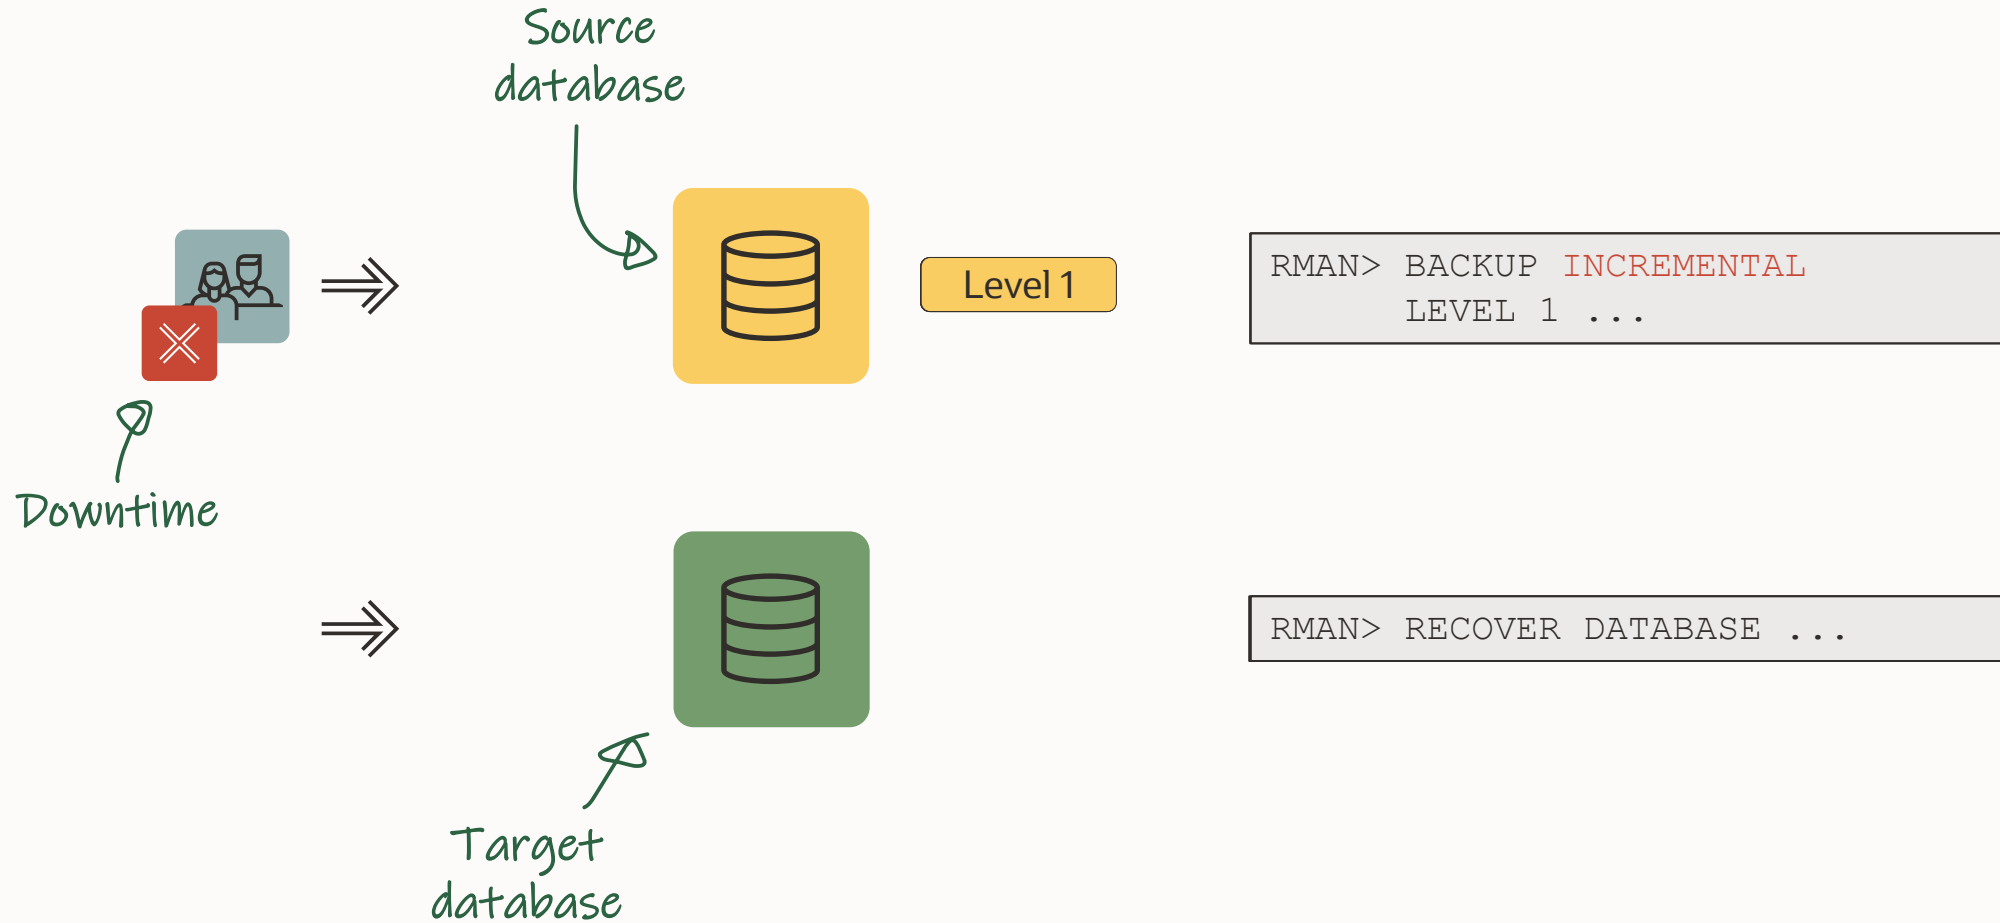 Source
database
Level 1
RMAN> BACKUP INCREMENTAL
LEVEL 1 ...
Downtime
RMAN> RECOVER DATABASE ...
Target
database